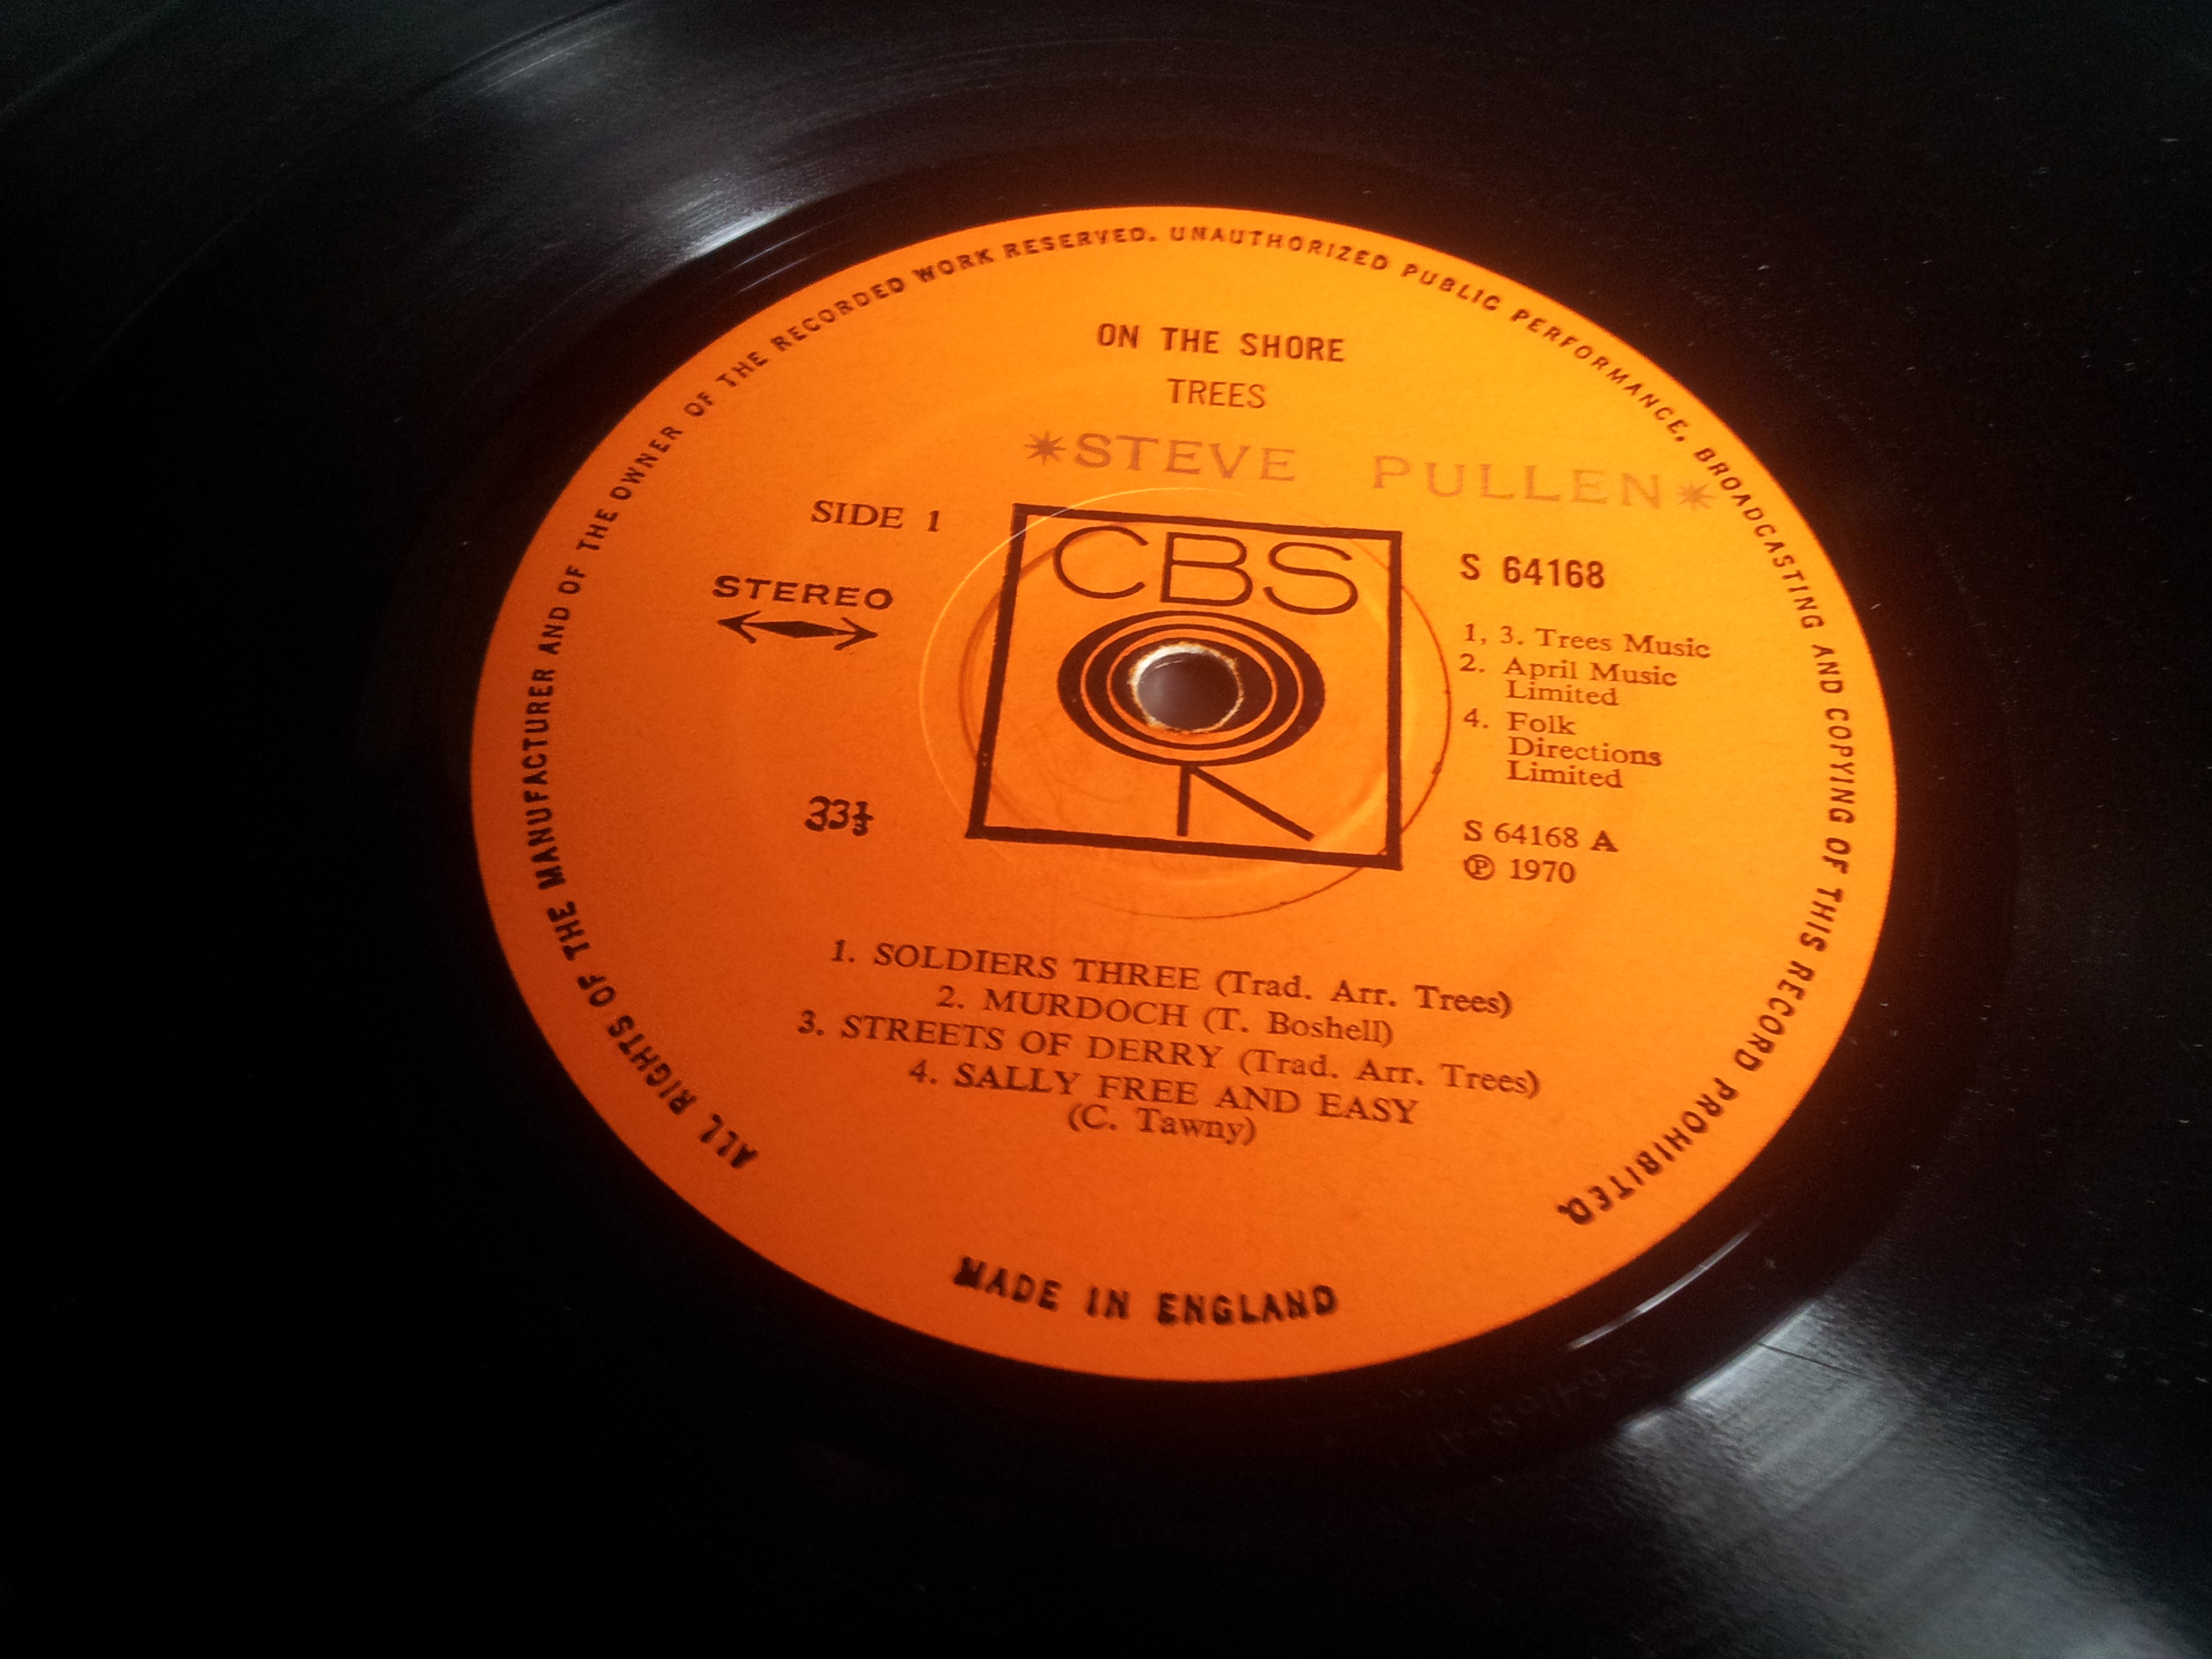 ALL RIGHTS OF THE MANUFACTURER AND OF THE OWNER OF THE RECORDED WORK RESERVED. UNAUTHORIZED PUBLIC PERFORMANCE, BROADCASTING AND COPYING OF THIS RECORD PROHIBITED.
ON THE SHORE
TREES
*STEVE PULLEN*
SIDE 1
STEREO
33⅓
CBS
S 64168
1, 3. Trees Music
2. April Music
Limited
4. Folk
Directions
Limited
S 64168 A
℗ 1970
1. SOLDIERS THREE (Trad. Arr. Trees)
2. MURDOCH (T. Boshell)
3. STREETS OF DERRY (Trad. Arr. Trees)
4. SALLY FREE AND EASY
(C. Tawny)
MADE IN ENGLAND